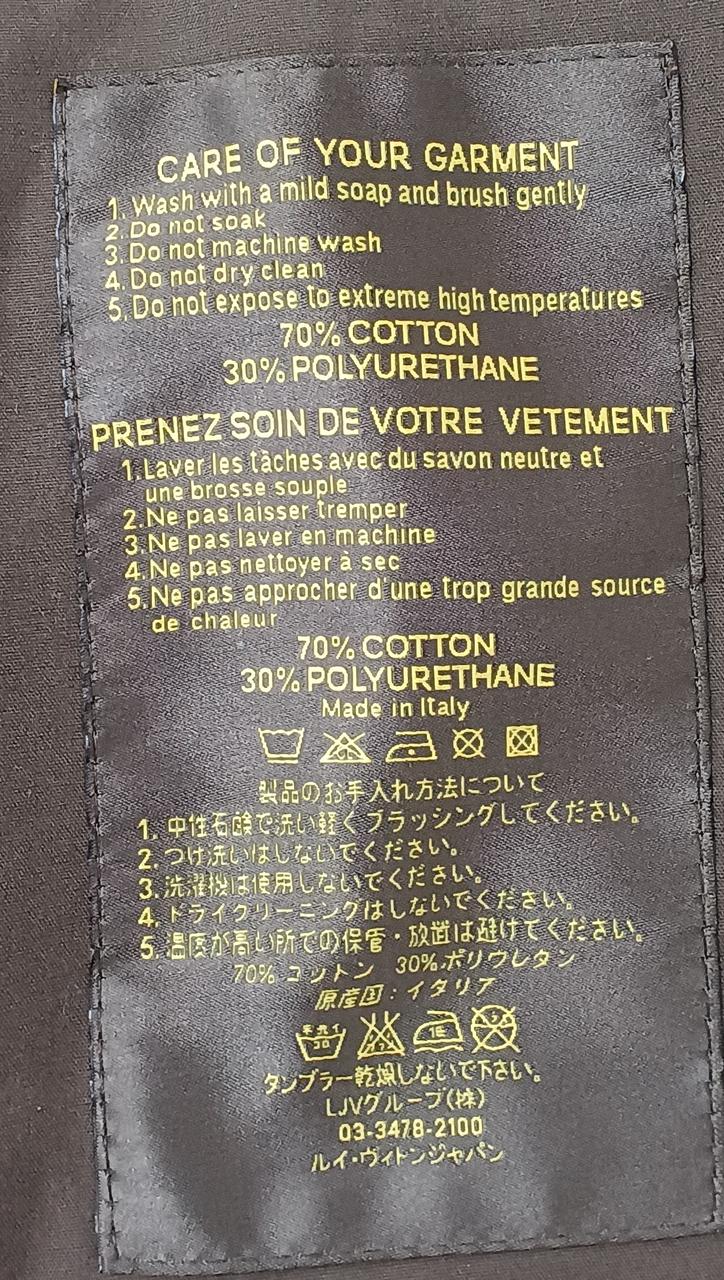 CARE OF YOUR GARMENT
1. Wash with a mild soap and brush gently
2. Do not soak
3. Do not machine wash
4. Do not dry clean
5. Do not expose to extreme high temperatures
70% COTTON
30% POLYURETHANE
PRENEZ SOIN DE VOTRE VETEMENT
1. Laver les tâches avec du savon neutre et
une brosse souple
2. Ne pas laisser tremper
3. Ne pas laver en machine
4. Ne pas nettoyer à sec
5. Ne pas approcher d'une trop grande source
de chaleur
70% COTTON
30% POLYURETHANE
Made in Italy
製品のお手入れ方法について
1. 中性石鹸で洗い軽くブラッシングしてください。
2. つけ洗いはしないでください。
3. 洗濯機は使用しないでください。
4. ドライクリーニングはしないでください。
5. 温度が高い所での保管・放置は避けてください。
70% コットン 30%ポリウレタン
原産国：イタリア
タンブラー乾燥しないで下さい。
LJVグループ(株)
03-3478-2100
ルイ・ヴィトンジャパン